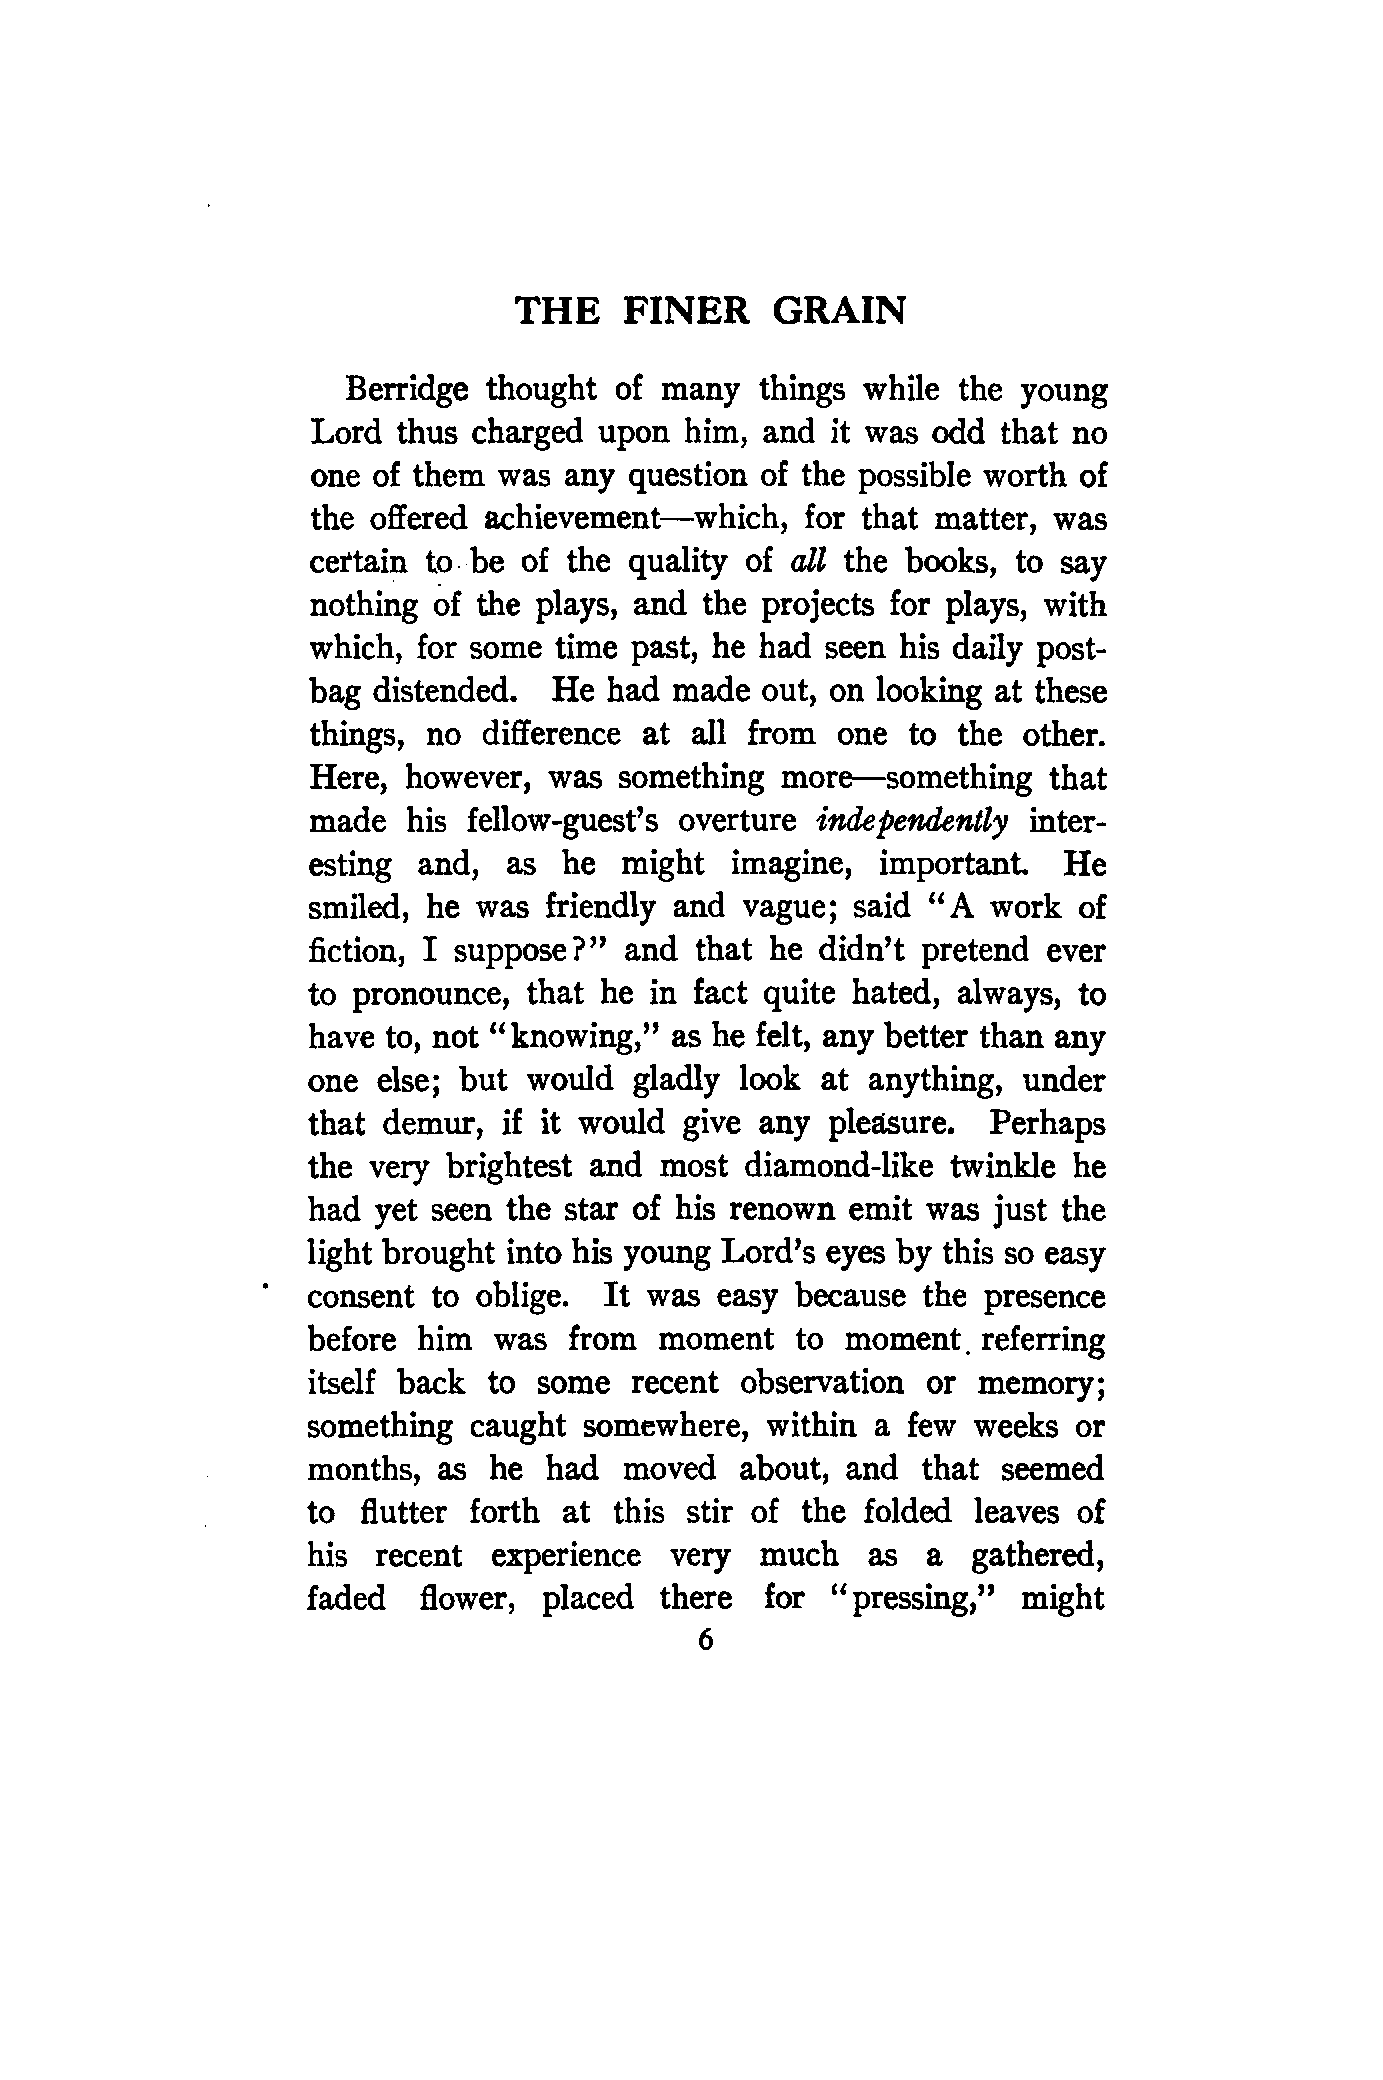 THE FINER GRAIN
Berridge thought of many things while the young
Lord thus charged upon him, and it was odd that no
one of them was any question of the possible worth of
the offered achievement—which, for that matter, was
certain to be of the quality of all the books, to say
nothing of the plays, and the projects for plays, with
which, for some time past, he had seen his daily post-
bag distended. He had made out, on looking at these
things, no difference at all from one to the other.
Here, however, was something more—something that
made his fellow-guest's overture independently inter-
esting and, as he might imagine, important. He
smiled, he was friendly and vague; said "A work of
fiction, I suppose?" and that he didn't pretend ever
to pronounce, that he in fact quite hated, always, to
have to, not "knowing," as he felt, any better than any
one else; but would gladly look at anything, under
that demur, if it would give any pleasure. Perhaps
the very brightest and most diamond-like twinkle he
had yet seen the star of his renown emit was just the
light brought into his young Lord's eyes by this so easy
consent to oblige. It was easy because the presence
before him was from moment to moment referring
itself back to some recent observation or memory;
something caught somewhere, within a few weeks or
months, as he had moved about, and that seemed
to flutter forth at this stir of the folded leaves of
his recent experience very much as a gathered,
faded flower, placed there for "pressing," might
6